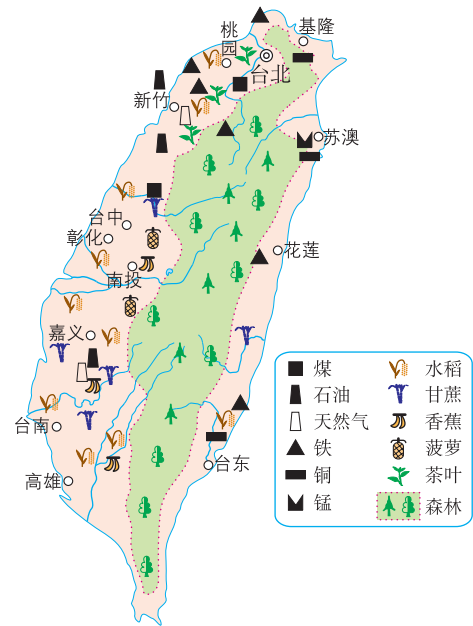 基隆
桃园
台北
新竹
苏澳
台中
彰化
花莲
南投
嘉义
台南
高雄
台东
煤
水稻
石油
甘蔗
天然气
香蕉
铁
菠萝
铜
茶叶
锰
森林